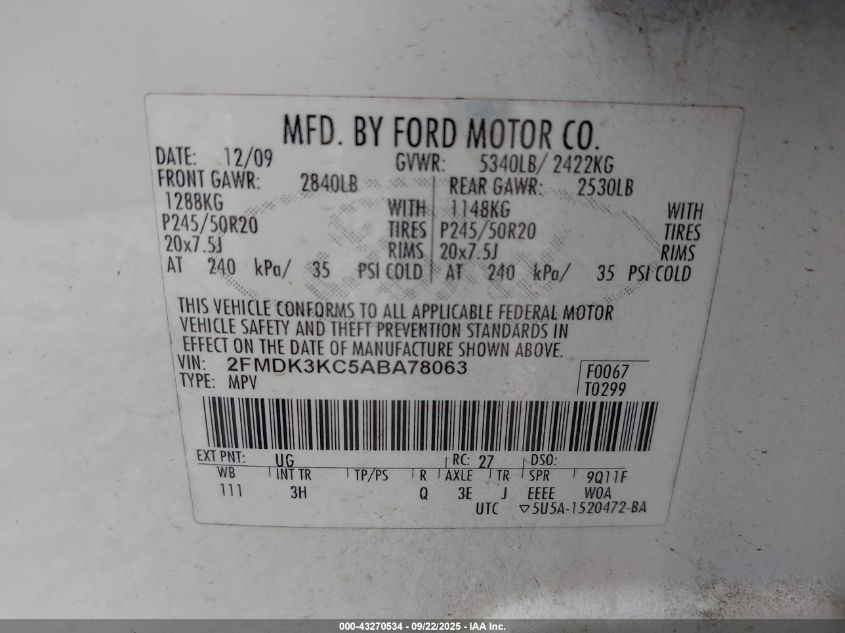 MFD. BY FORD MOTOR CO.
DATE: 12/09 GVWR: 5340LB/ 2422KG
FRONT GAWR: 2840LB REAR GAWR: 2530LB
1288KG WITH 1148KG WITH
P245/50R20 TIRES P245/50R20 TIRES
20x7.5J RIMS 20x7.5J RIMS
AT 240 kPa/ 35 PSI COLD AT 240 kPa/ 35 PSI COLD
THIS VEHICLE CONFORMS TO ALL APPLICABLE FEDERAL MOTOR
VEHICLE SAFETY AND THEFT PREVENTION STANDARDS IN
EFFECT ON THE DATE OF MANUFACTURE SHOWN ABOVE.
VIN: 2FMDK3KC5ABA78063 F0067
TYPE: MPV T0299
EXT PNT: UG RC: 27 DSO:
WB INT TR TP/PS R AXLE TR SPR 9Q11F
111 3H Q 3E J EEEE W0A
UTC ▽5U5A-1520472-BA
000-43270534 - 09/22/2025 - IAA Inc.